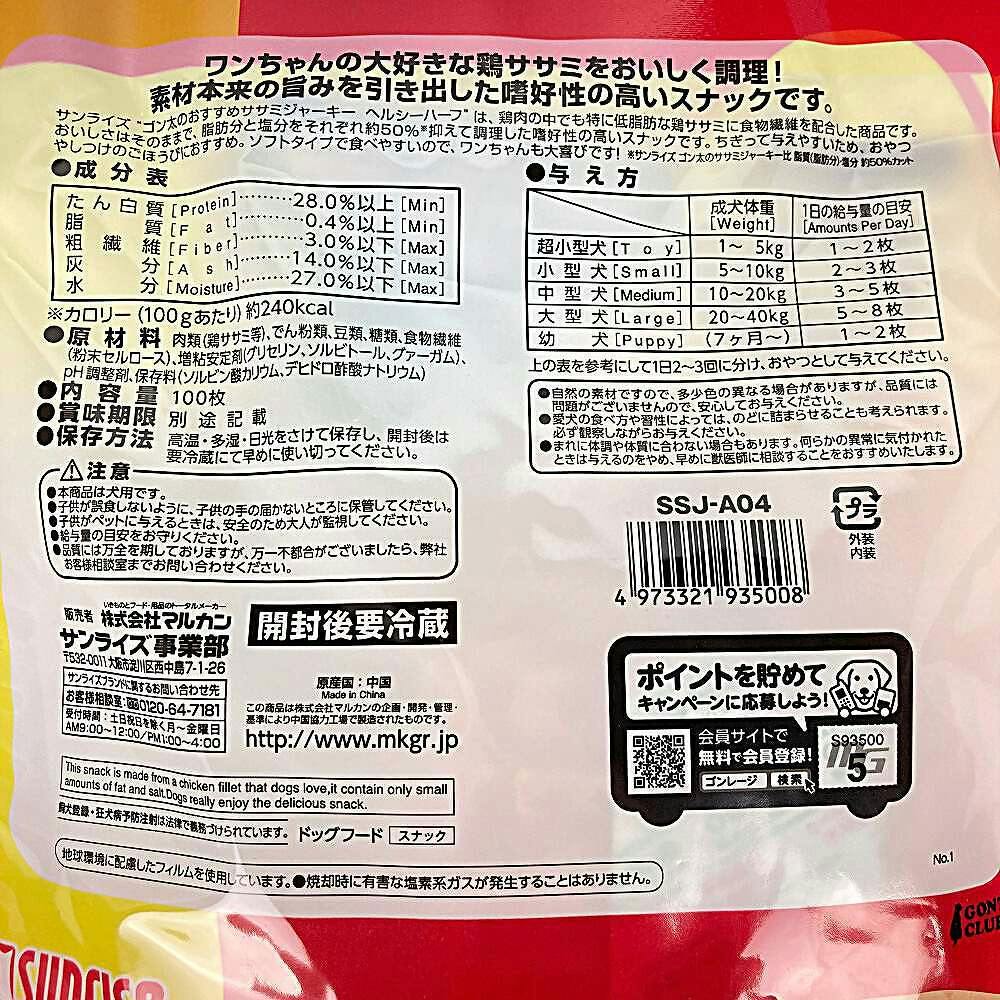 ワンちゃんの大好きな鶏ササミをおいしく調理!
素材本来の旨みを引き出した嗜好性の高いスナックです。
サンライズ "ゴン太のおすすめササミジャーキー ヘルシーハーフ" は、鶏肉の中でも特に低脂肪な鶏ササミに食物繊維を配合した商品です。
おいしさはそのままで、脂肪分と塩分をそれぞれ約50%*抑えて調理した嗜好性の高いスナックです。ちぎって与えやすいため、おやつ
やしつけのごほうびにおすすめ。ソフトタイプで食べやすいので、ワンちゃんも大喜びです! ※サンライズ ゴン太のササミジャーキー比 脂質(脂肪分)・塩分 約50%カット
●成分表
たん白質[Protein]………28.0%以上[Min]
脂質[Fat]………0.4%以上[Min]
粗繊維[Fiber]………3.0%以下[Max]
灰分[Ash]………14.0%以下[Max]
水分[Moisture]………27.0%以下[Max]
※カロリー(100gあたり)約240kcal
●原材料 肉類(鶏ササミ等)、でん粉類、豆類、糖類、食物繊維
(粉末セルロース)、増粘安定剤(グリセリン、ソルビトール、グァーガム)、
pH調整剤、保存料(ソルビン酸カリウム、デヒドロ酢酸ナトリウム)
●内容量 100枚
●賞味期限 別途記載
●保存方法 高温・多湿・日光をさけて保存し、開封後は
要冷蔵にて早めに使い切ってください。
⚠注意
●本商品は犬用です。
●子供が誤食しないように、子供の手の届かないところに保管してください。
●子供がペットに与えるときは、安全のため大人が監視してください。
●給与量の目安をお守りください。
●品質には万全を期しておりますが、万一不都合がございましたら、弊社
お客様相談室までお問い合わせください。
いきものとフード・用品のトータルメーカー
販売者 株式会社マルカン
サンライズ事業部
〒532-0011 大阪市淀川区西中島7-1-26
サンライズブランドに関するお問い合わせ先
お客様相談室:0120-64-7181
受付時間:土日祝日を除く月〜金曜日
AM9:00〜12:00/PM1:00〜4:00
開封後要冷蔵
原産国:中国
Made in China
この商品は株式会社マルカンの企画・開発・管理・
基準により中国協力工場で製造されたものです。
http://www.mkgr.jp
This snack is made from a chicken fillet that dogs love,it contain only small
amounts of fat and salt.Dogs really enjoy the delicious snack.
畜犬登録・狂犬病予防注射は法律で義務づけられています。 ドッグフード スナック
地球環境に配慮したフィルムを使用しています。●焼却時に有害な塩素系ガスが発生することはありません。
●与え方
成犬体重 [Weight] 1日の給与量の目安 [Amounts Per Day]
超小型犬[Toy] 1〜 5kg 1〜2枚
小型犬[Small] 5〜10kg 2〜3枚
中型犬[Medium] 10〜20kg 3〜5枚
大型犬[Large] 20〜40kg 5〜8枚
幼犬[Puppy] (7ヶ月〜) 1〜2枚
上の表を参考にして1日2〜3回に分け、おやつとして与えてください。
●自然の素材ですので、多少色の異なる場合がありますが、品質には
問題がございませんので、安心してお与えください。
●愛犬の食べ方や習性によっては、のどに詰まらせることも考えられます。
必ず観察しながらお与えください。
●まれに体調や体質に合わない場合もあります。何らかの異常に気付かれた
ときは与えるのをやめ、早めに獣医師に相談することをおすすめいたします。
SSJ-A04
プラ
外装
内装
4 973321 935008
ポイントを貯めて
キャンペーンに応募しよう!
会員サイトで
無料で会員登録!
ゴンレージ 検索
S93500
5
No.1
SUNRISE
GONT
CLUB